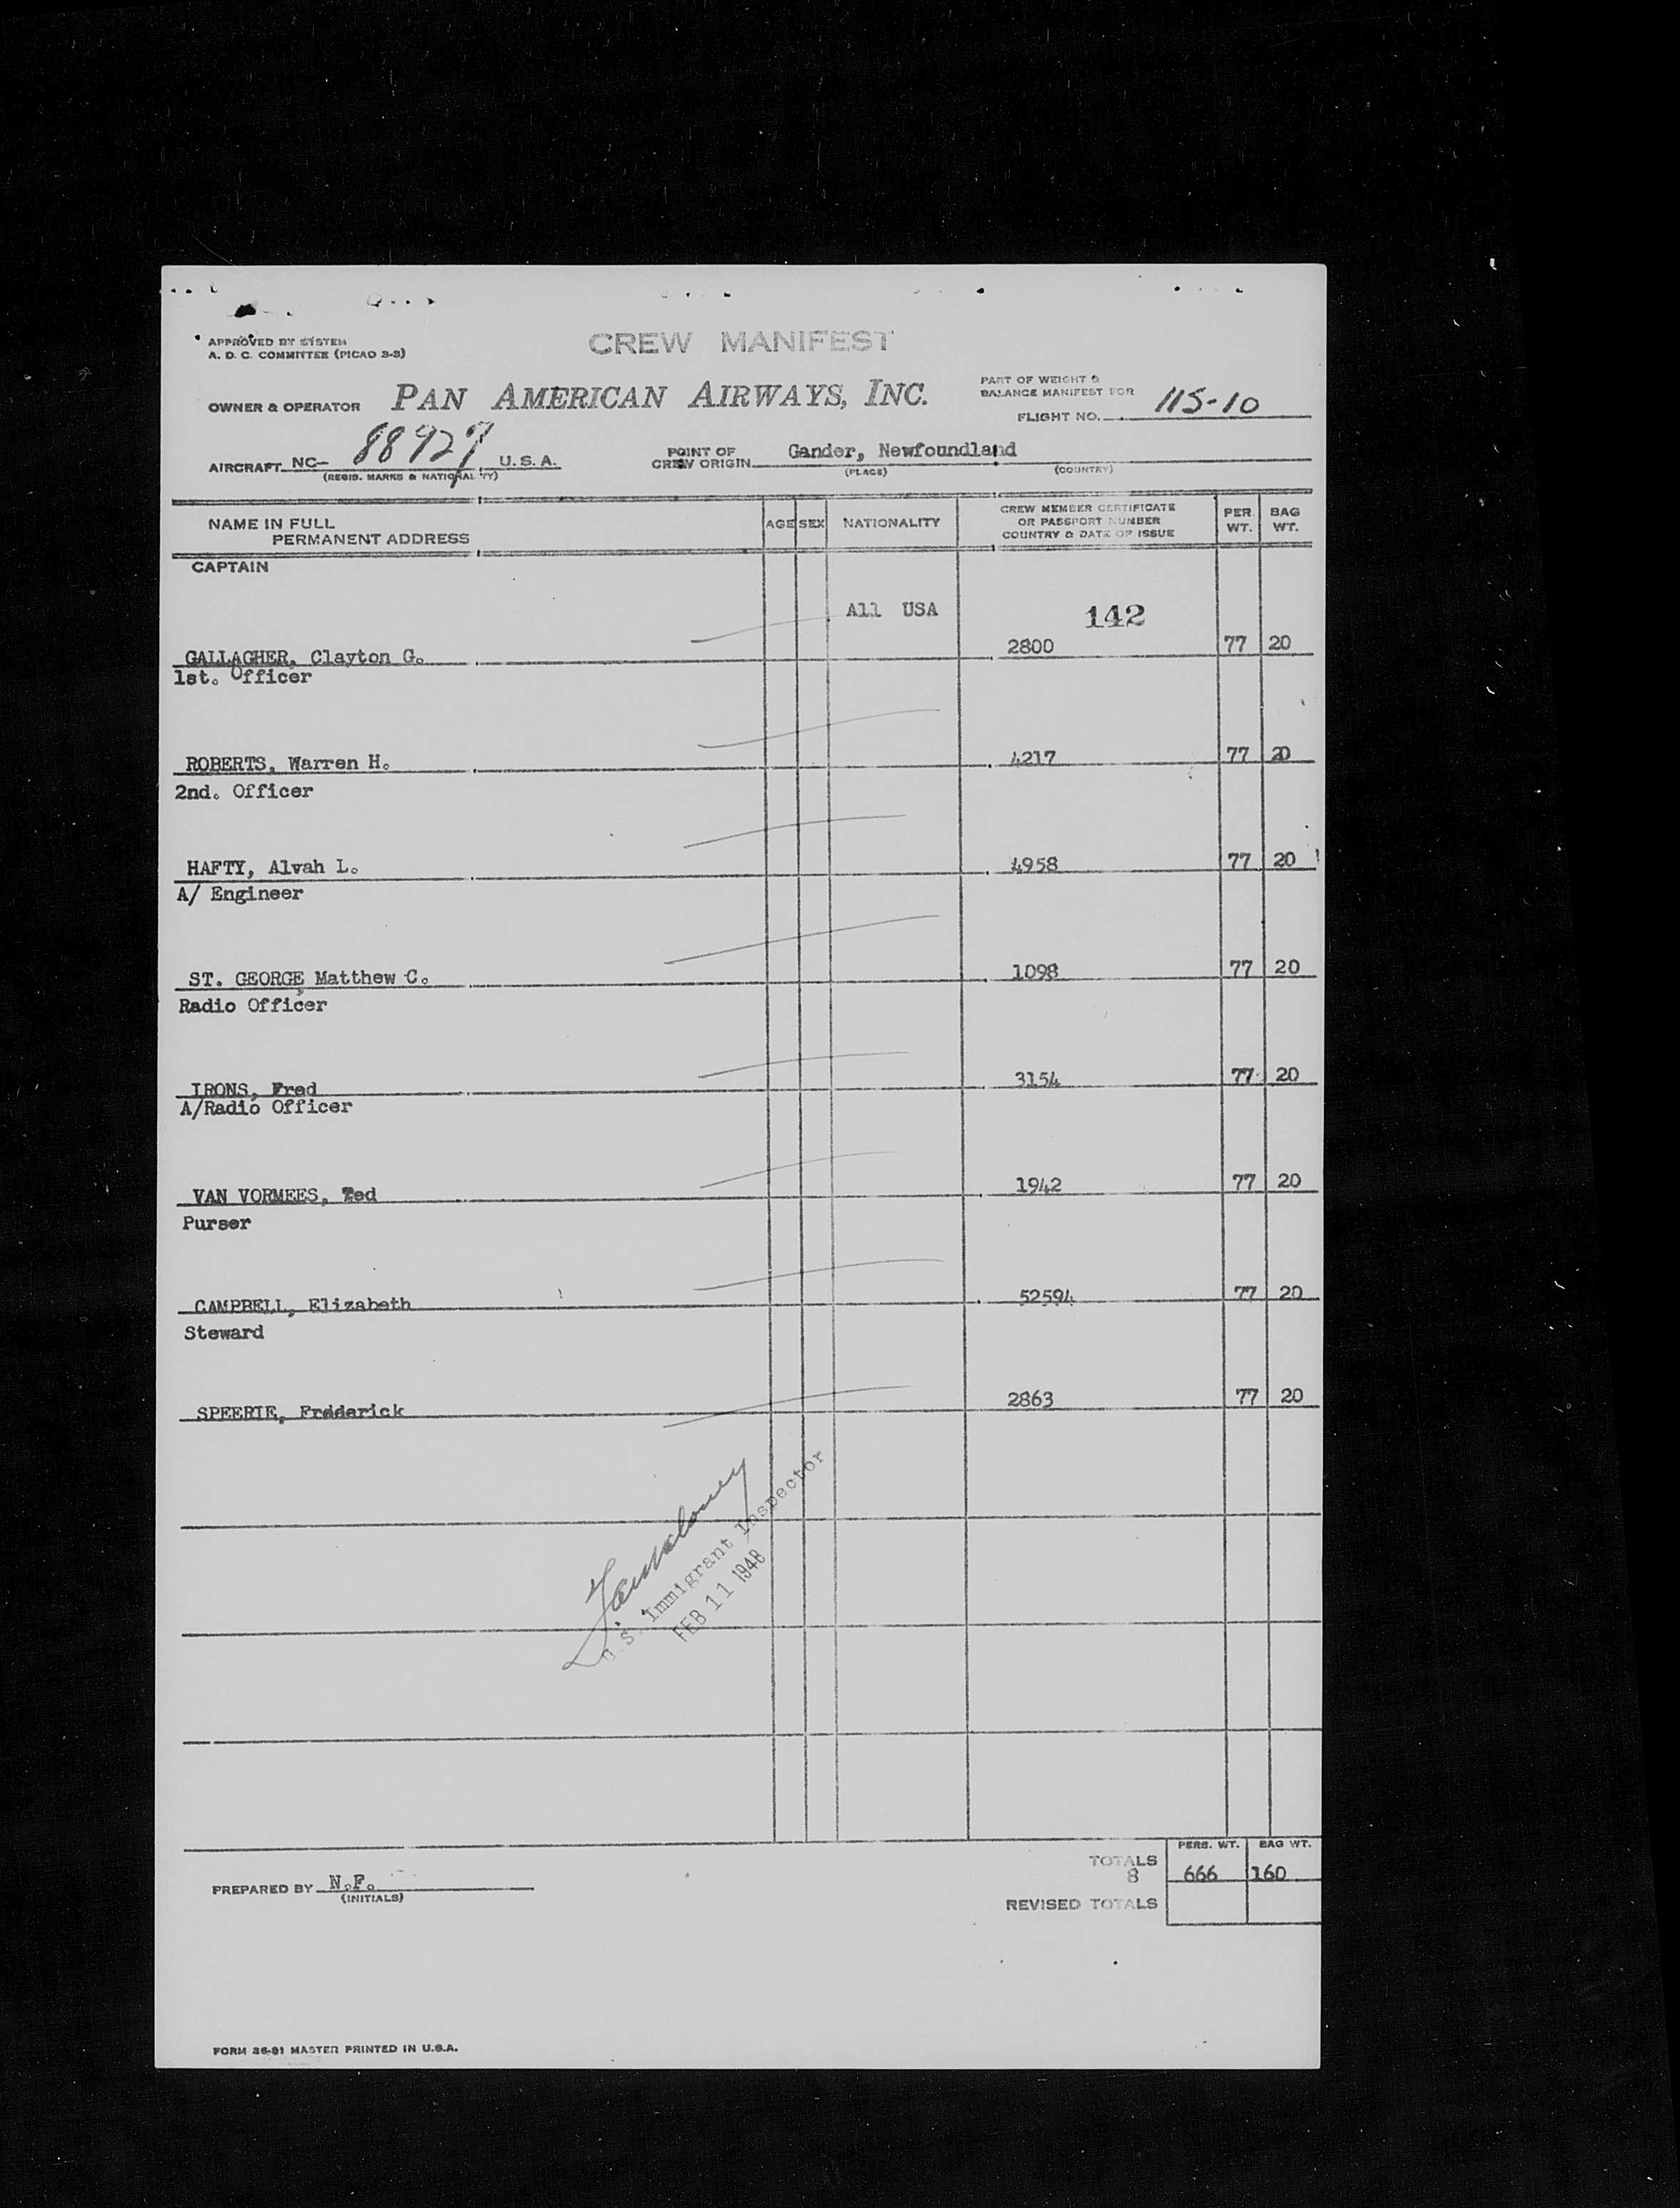 APPROVED BY SYSTEM
A. D. C. COMMITTEE (PICAO 3-3)
CREW MANIFEST
OWNER & OPERATOR PAN AMERICAN AIRWAYS, INC.
PART OF WEIGHT &
BALANCE MANIFEST FOR
FLIGHT NO. 115-10
AIRCRAFT NC- 88929 U.S.A.
(REGIS. MARKS & NATIONALITY)
POINT OF
CREW ORIGIN Gander, Newfoundland
(PLACE) (COUNTRY)
NAME IN FULL
PERMANENT ADDRESS
AGE SEX NATIONALITY
CREW MEMBER CERTIFICATE
OR PASSPORT NUMBER
COUNTRY & DATE OF ISSUE
PER. WT.
BAG WT.
CAPTAIN
All USA 142
GALLAGHER, Clayton G. 2800 77 20
1st. Officer
ROBERTS, Warren H. 4217 77 20
2nd. Officer
HAFTY, Alvah L. 4958 77 20
A/ Engineer
ST. GEORGE, Matthew C. 1098 77 20
Radio Officer
IRONS, Fred 3154 77 20
A/Radio Officer
VAN VORMEES, Ted 1942 77 20
Purser
CAMPBELL, Elizabeth 52594 77 20
Steward
SPEERIE, Frederick 2863 77 20
U.S. Immigrant Inspector
FEB 11 1948
PERS. WT. BAG WT.
TOTALS
8 666 160
PREPARED BY N.F.
(INITIALS)
REVISED TOTALS
FORM 36-91 MASTER PRINTED IN U.S.A.